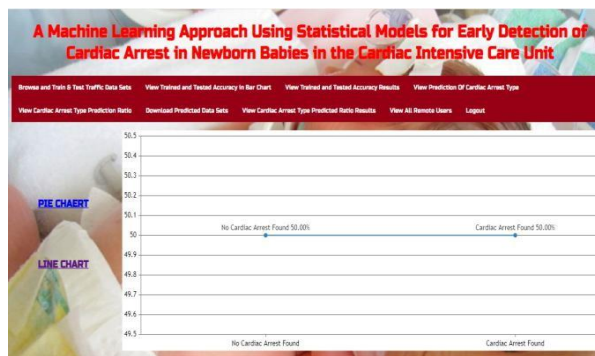 A Machine Learning Approach Using Statistical Models for Early Detection of
Cardiac Arrest in Newborn Babies in the Cardiac Intensive Care Unit
Browse and Train & Test Traffic Data Sets View Trained and Tested Accuracy in Bar Chart View Trained and Tested Accuracy Results View Prediction Of Cardiac Arrest Type
View Cardiac Arrest Type Prediction Ratio Download Predicted Data Sets View Cardiac Arrest Type Predicted Ratio Results View All Remote Users Logout
PIE CHAERT
LINE CHART
50.5
50.4
50.3
50.2
50.1
50
49.9
49.8
49.7
49.6
49.5
No Cardiac Arrest Found 50.00% Cardiac Arrest Found 50.00%
No Cardiac Arrest Found Cardiac Arrest Found